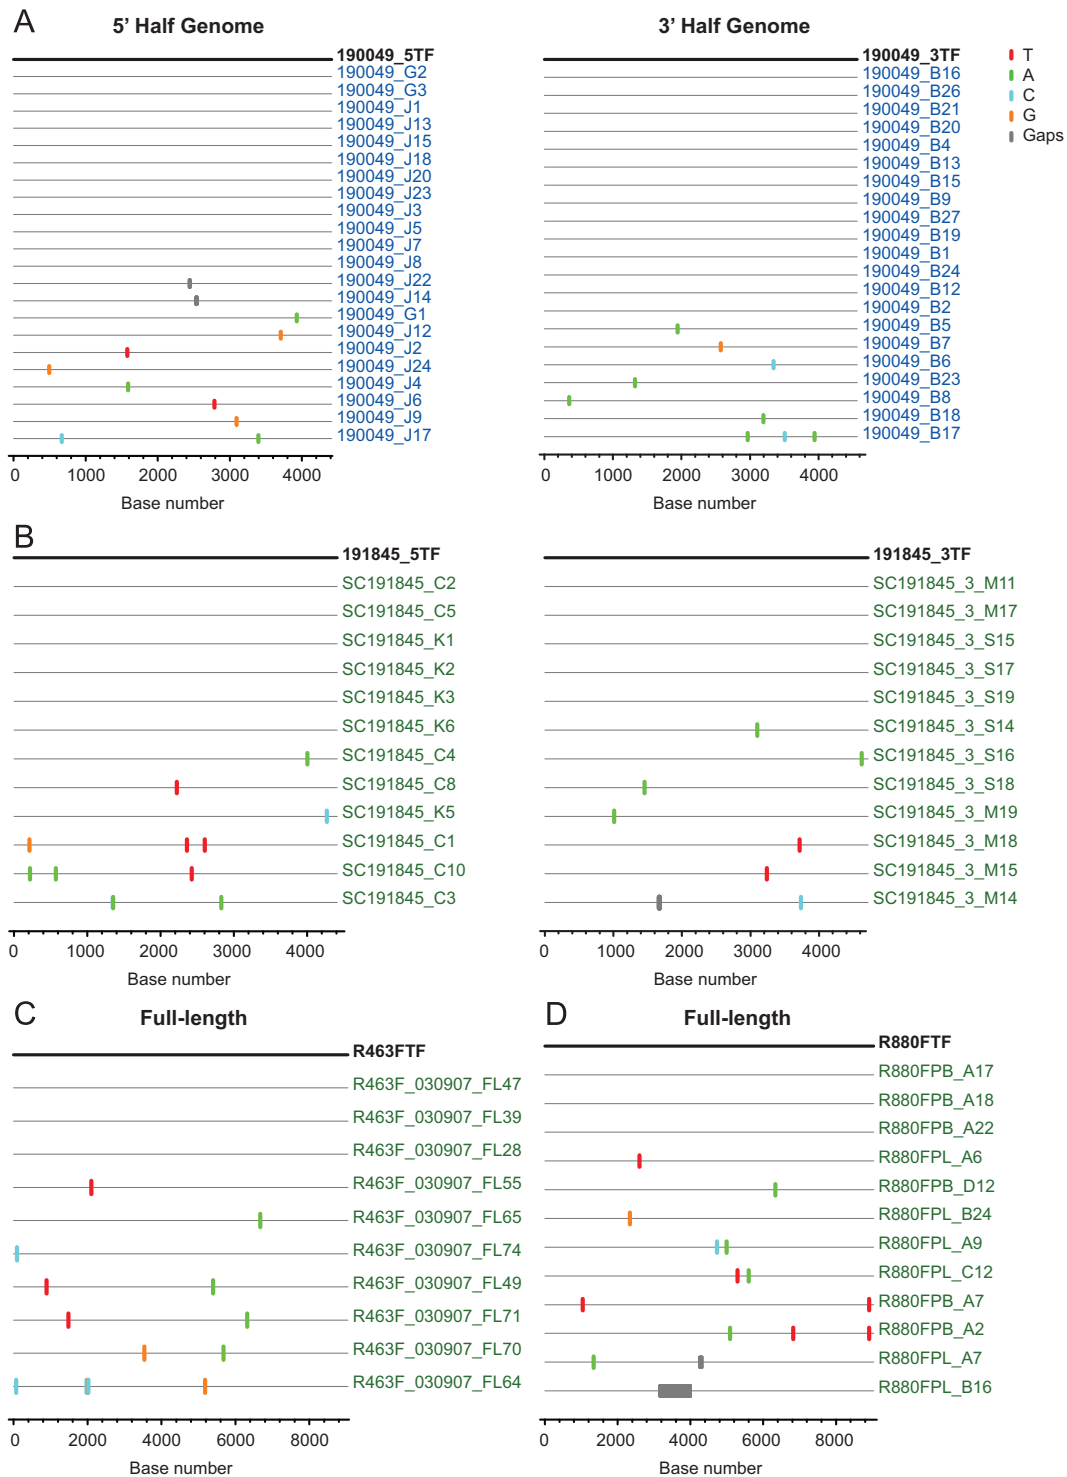 A
5’ Half Genome
190049_5TF
190049_G2
190049_G3
190049_J1
190049_J13
190049_J15
190049_J18
190049_J20
190049_J23
190049_J3
190049_J5
190049_J7
190049_J8
190049_J22
190049_J14
190049_G1
190049_J12
190049_J2
190049_J24
190049_J4
190049_J6
190049_J9
190049_J17
0 1000 2000 3000 4000
Base number
3’ Half Genome
190049_3TF
190049_B16
190049_B26
190049_B21
190049_B20
190049_B4
190049_B13
190049_B15
190049_B9
190049_B27
190049_B19
190049_B1
190049_B24
190049_B12
190049_B2
190049_B5
190049_B7
190049_B6
190049_B23
190049_B8
190049_B18
190049_B17
0 1000 2000 3000 4000
Base number
T
A
C
G
Gaps
B
191845_5TF
SC191845_C2
SC191845_C5
SC191845_K1
SC191845_K2
SC191845_K3
SC191845_K6
SC191845_C4
SC191845_C8
SC191845_K5
SC191845_C1
SC191845_C10
SC191845_C3
0 1000 2000 3000 4000
Base number
191845_3TF
SC191845_3_M11
SC191845_3_M17
SC191845_3_S15
SC191845_3_S17
SC191845_3_S19
SC191845_3_S14
SC191845_3_S16
SC191845_3_S18
SC191845_3_M19
SC191845_3_M18
SC191845_3_M15
SC191845_3_M14
0 1000 2000 3000 4000
Base number
C
Full-length
R463FTF
R463F_030907_FL47
R463F_030907_FL39
R463F_030907_FL28
R463F_030907_FL55
R463F_030907_FL65
R463F_030907_FL74
R463F_030907_FL49
R463F_030907_FL71
R463F_030907_FL70
R463F_030907_FL64
0 2000 4000 6000 8000
Base number
D
Full-length
R880FTF
R880FPB_A17
R880FPB_A18
R880FPB_A22
R880FPL_A6
R880FPB_D12
R880FPL_B24
R880FPL_A9
R880FPL_C12
R880FPB_A7
R880FPB_A2
R880FPL_A7
R880FPL_B16
0 2000 4000 6000 8000
Base number